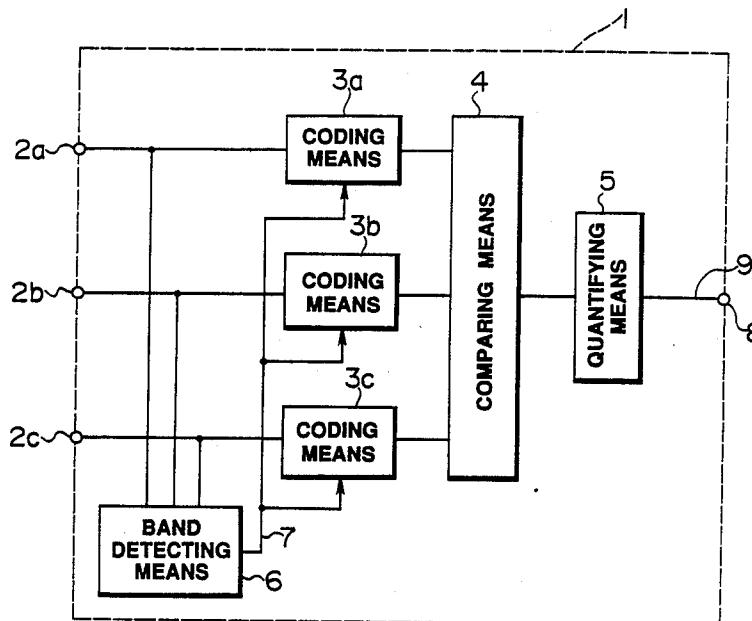 1
3a
4
CODING
MEANS
2a
5
3b
CODING
MEANS
COMPARING MEANS
QUANTIFYING
MEANS
9
2b
8
3c
CODING
MEANS
2c
BAND
DETECTING
MEANS
7
6